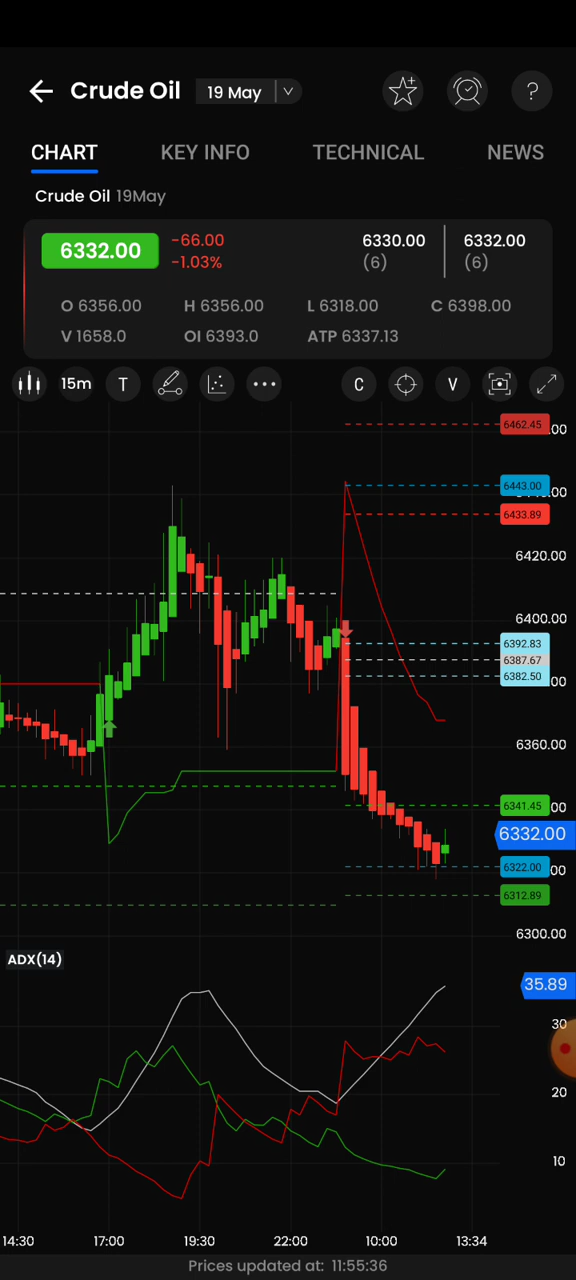 Crude Oil 19 May ?
CHART KEY INFO TECHNICAL NEWS
Crude Oil 19May
6332.00 -66.00 6330.00 6332.00
-1.03% (6) (6)
O 6356.00 H 6356.00 L 6318.00 C 6398.00
V 1658.0 OI 6393.0 ATP 6337.13
15m T C V
6462.45
6443.00
6433.89
6420.00
6400.00
6392.83
6387.67
6382.50
6360.00
6341.45
6332.00
6322.00
6312.89
6300.00
ADX(14)
35.89
30
20
10
14:30 17:00 19:30 22:00 10:00 13:34
Prices updated at: 11:55:36